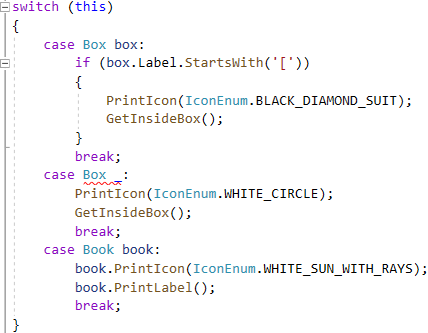 switch (this)
{
case Box box:
if (box.Label.StartsWith('['))
{
PrintIcon(IconEnum.BLACK_DIAMOND_SUIT);
GetInsideBox();
}
break;
case Box _:
PrintIcon(IconEnum.WHITE_CIRCLE);
GetInsideBox();
break;
case Book book:
book.PrintIcon(IconEnum.WHITE_SUN_WITH_RAYS);
book.PrintLabel();
break;
}